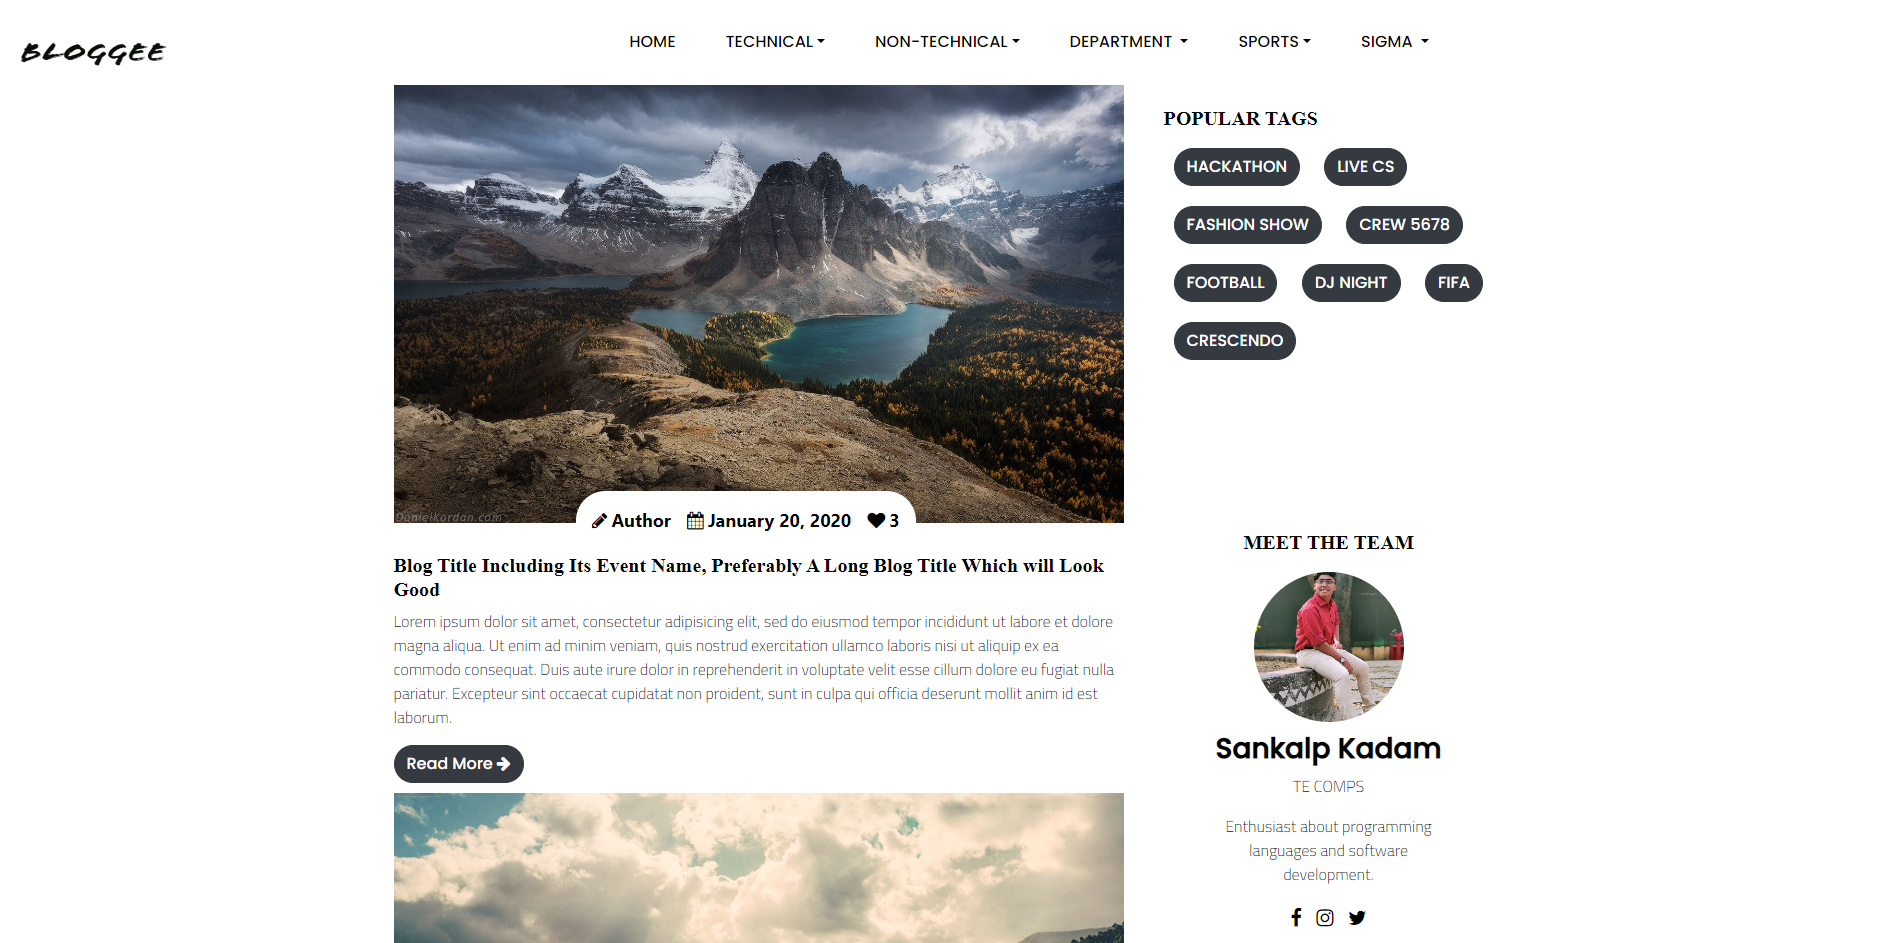 BLOGGEE
HOME TECHNICAL NON-TECHNICAL DEPARTMENT SPORTS SIGMA
DanielKordan.com
Author January 20, 2020 3
Blog Title Including Its Event Name, Preferably A Long Blog Title Which will Look
Good
Lorem ipsum dolor sit amet, consectetur adipisicing elit, sed do eiusmod tempor incididunt ut labore et dolore
magna aliqua. Ut enim ad minim veniam, quis nostrud exercitation ullamco laboris nisi ut aliquip ex ea
commodo consequat. Duis aute irure dolor in reprehenderit in voluptate velit esse cillum dolore eu fugiat nulla
pariatur. Excepteur sint occaecat cupidatat non proident, sunt in culpa qui officia deserunt mollit anim id est
laborum.
Read More
POPULAR TAGS
HACKATHON LIVE CS
FASHION SHOW CREW 5678
FOOTBALL DJ NIGHT FIFA
CRESCENDO
MEET THE TEAM
Sankalp Kadam
TE COMPS
Enthusiast about programming
languages and software
development.